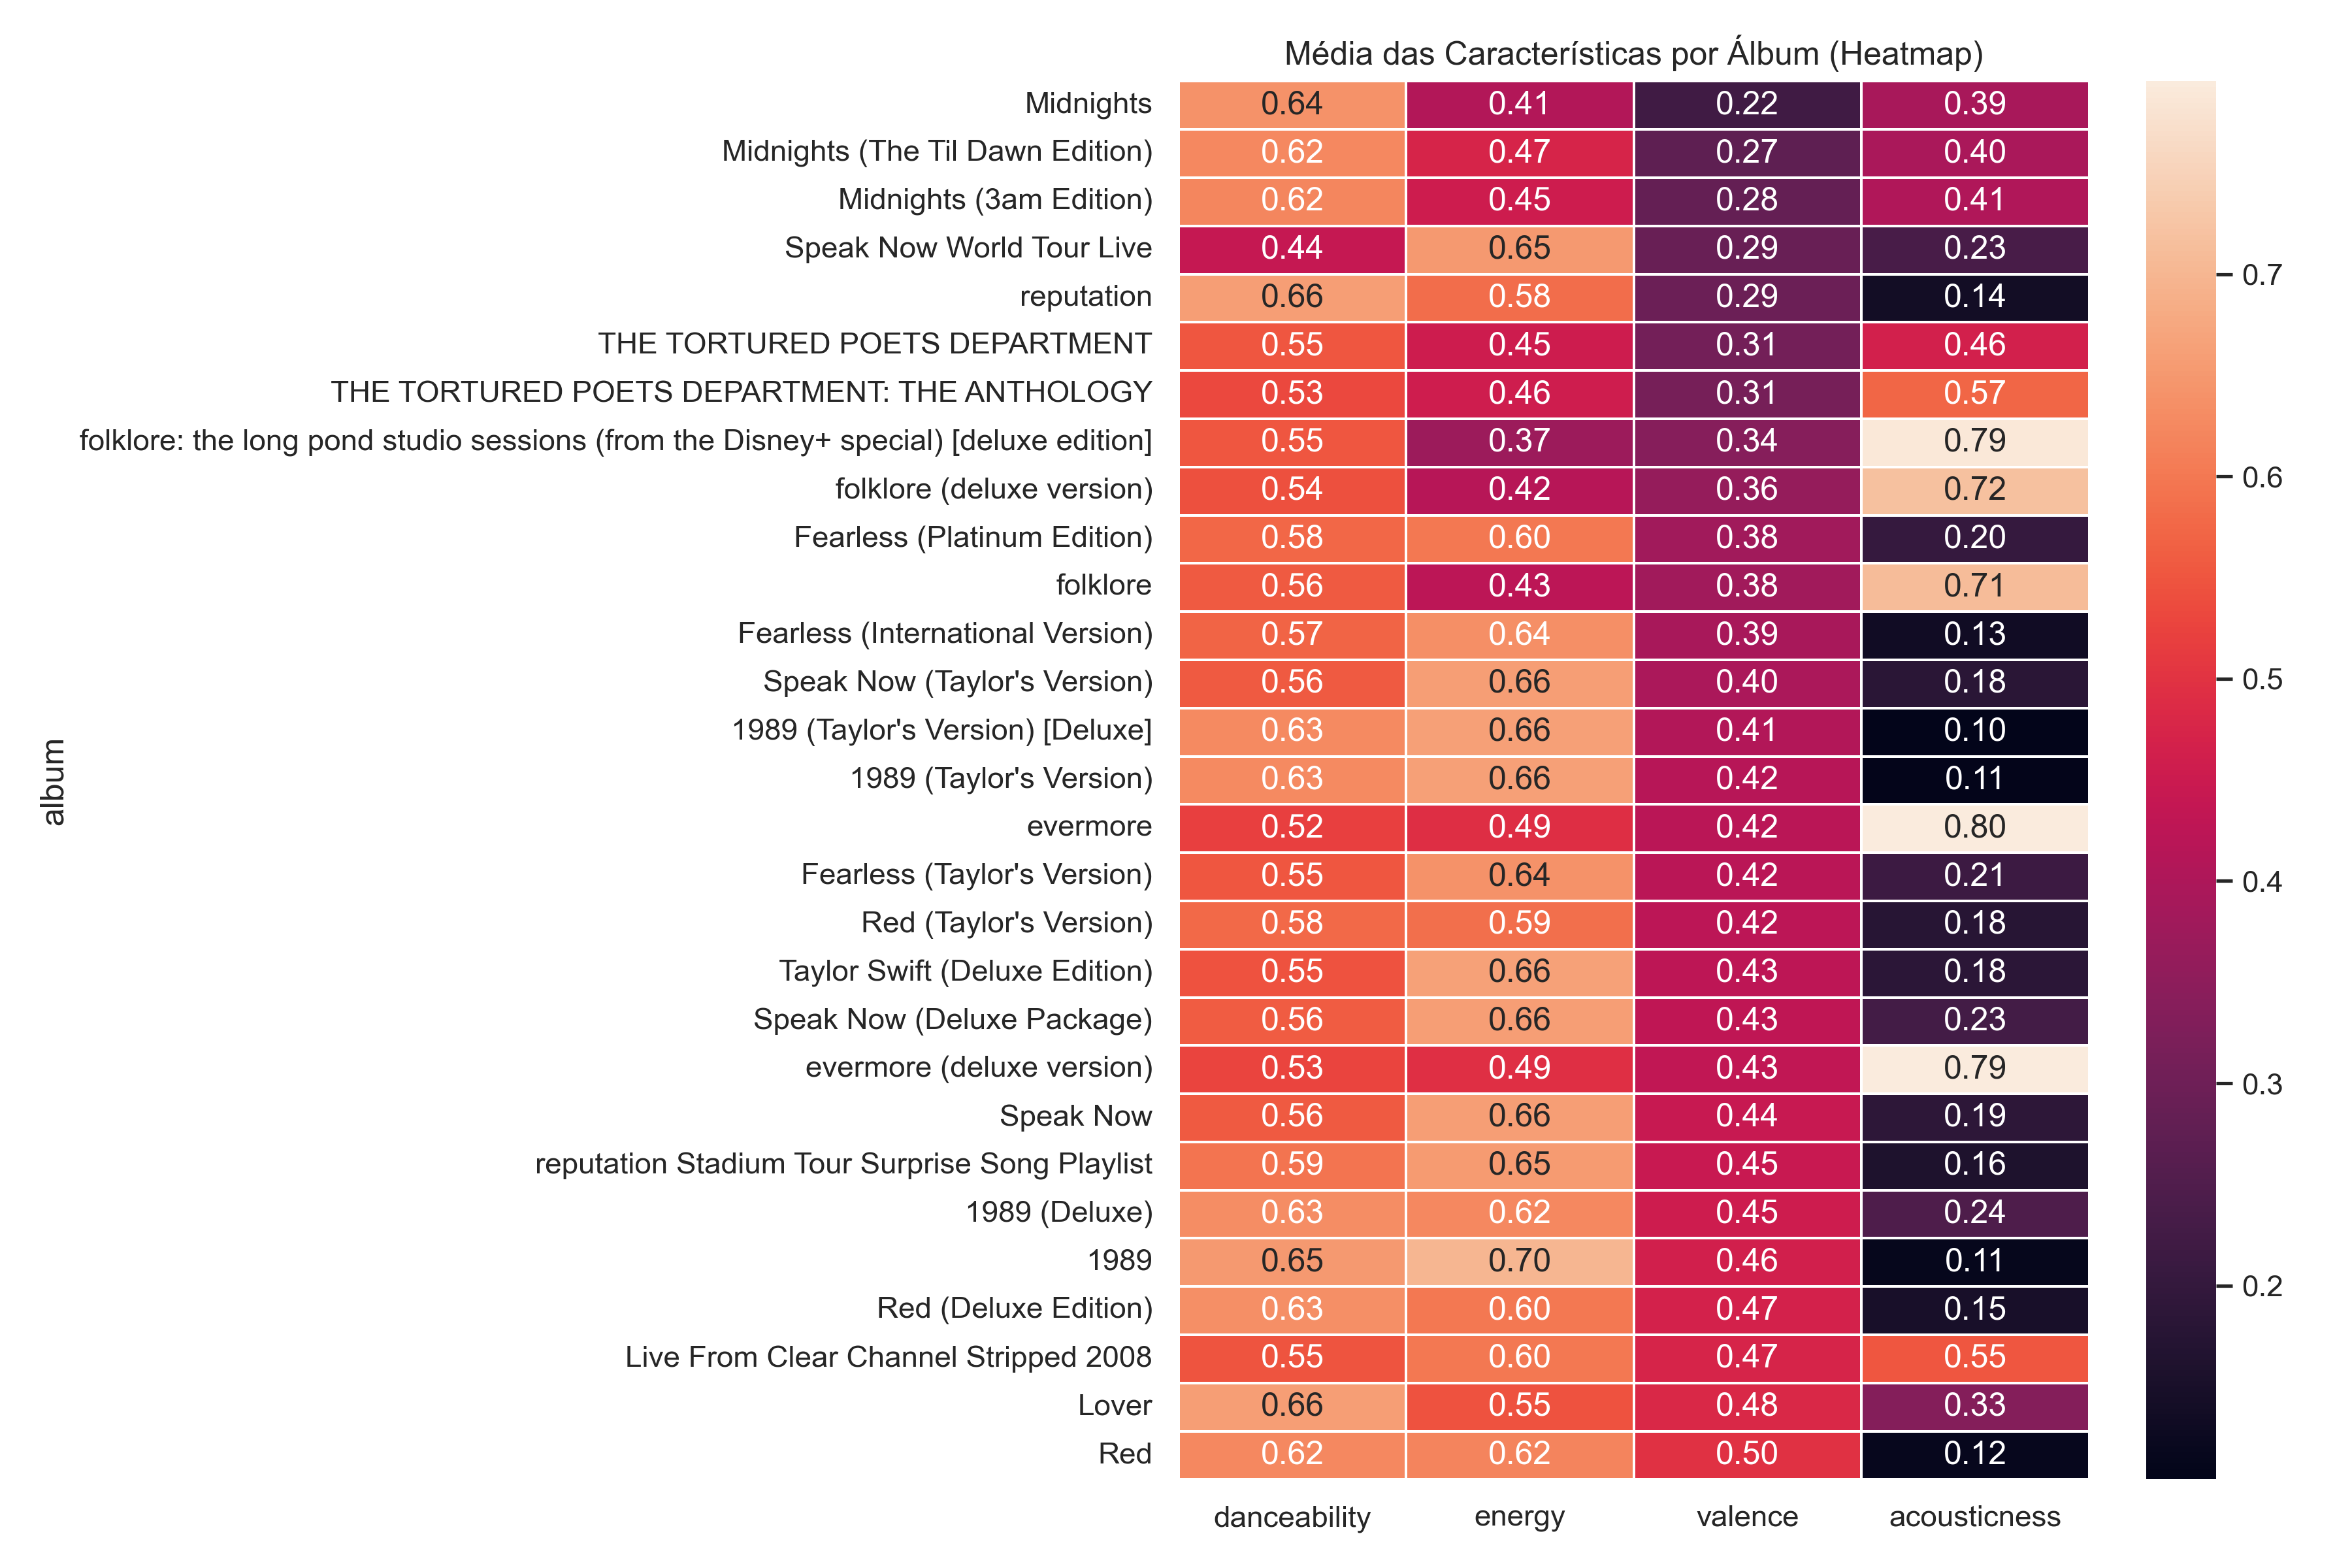 Média das Características por Álbum (Heatmap)
Midnights 0.64 0.41 0.22 0.39
Midnights (The Til Dawn Edition) 0.62 0.47 0.27 0.40
Midnights (3am Edition) 0.62 0.45 0.28 0.41
Speak Now World Tour Live 0.44 0.65 0.29 0.23
reputation 0.66 0.58 0.29 0.14
THE TORTURED POETS DEPARTMENT 0.55 0.45 0.31 0.46
THE TORTURED POETS DEPARTMENT: THE ANTHOLOGY 0.53 0.46 0.31 0.57
folklore: the long pond studio sessions (from the Disney+ special) [deluxe edition] 0.55 0.37 0.34 0.79
folklore (deluxe version) 0.54 0.42 0.36 0.72
Fearless (Platinum Edition) 0.58 0.60 0.38 0.20
folklore 0.56 0.43 0.38 0.71
Fearless (International Version) 0.57 0.64 0.39 0.13
Speak Now (Taylor's Version) 0.56 0.66 0.40 0.18
1989 (Taylor's Version) [Deluxe] 0.63 0.66 0.41 0.10
1989 (Taylor's Version) 0.63 0.66 0.42 0.11
evermore 0.52 0.49 0.42 0.80
Fearless (Taylor's Version) 0.55 0.64 0.42 0.21
Red (Taylor's Version) 0.58 0.59 0.42 0.18
Taylor Swift (Deluxe Edition) 0.55 0.66 0.43 0.18
Speak Now (Deluxe Package) 0.56 0.66 0.43 0.23
evermore (deluxe version) 0.53 0.49 0.43 0.79
Speak Now 0.56 0.66 0.44 0.19
reputation Stadium Tour Surprise Song Playlist 0.59 0.65 0.45 0.16
1989 (Deluxe) 0.63 0.62 0.45 0.24
1989 0.65 0.70 0.46 0.11
Red (Deluxe Edition) 0.63 0.60 0.47 0.15
Live From Clear Channel Stripped 2008 0.55 0.60 0.47 0.55
Lover 0.66 0.55 0.48 0.33
Red 0.62 0.62 0.50 0.12
danceability energy valence acousticness
album
0.7
0.6
0.5
0.4
0.3
0.2